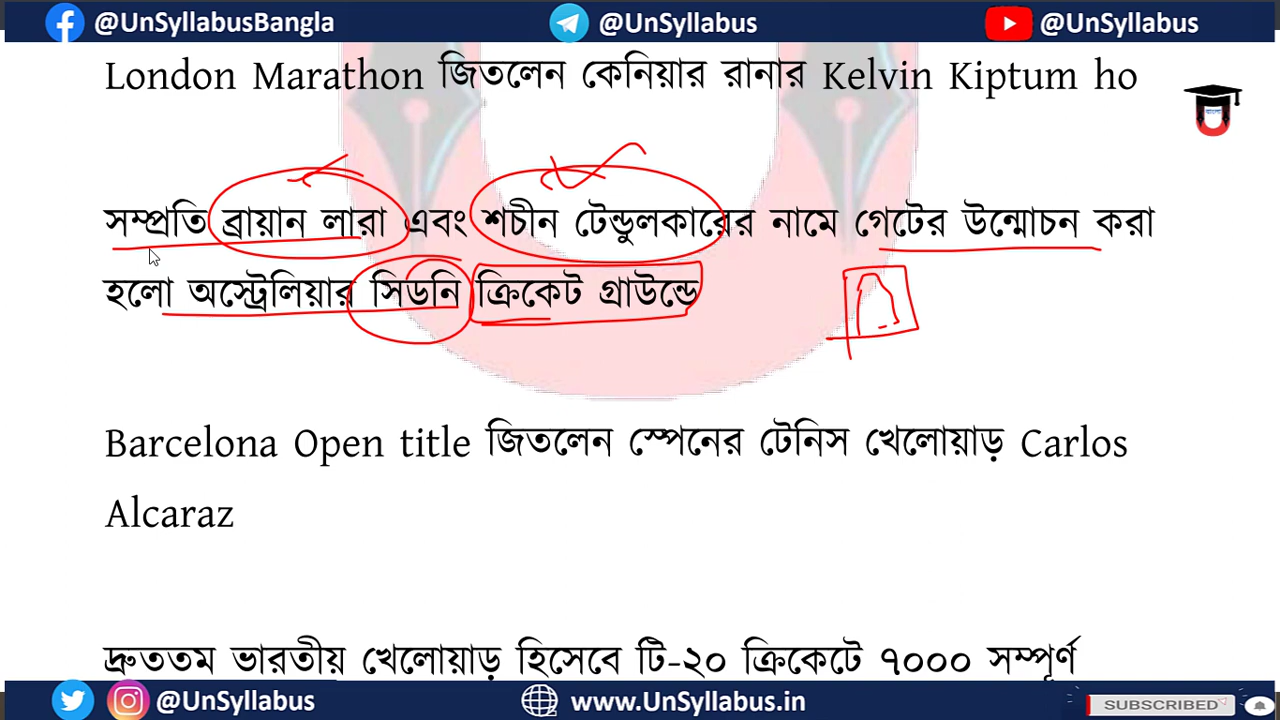 @UnSyllabusBangla @UnSyllabus @UnSyllabus
London Marathon জিতলেন কেনিয়ার রানার Kelvin Kiptum ho
সম্প্রতি ব্রায়ান লারা এবং শচীন টেন্ডুলকারের নামে গেটের উন্মোচন করা
হলো অস্ট্রেলিয়ার সিডনি ক্রিকেট গ্রাউন্ডে
Barcelona Open title জিতলেন স্পেনের টেনিস খেলোয়াড় Carlos
Alcaraz
দ্রুততম ভারতীয় খেলোয়াড় হিসেবে টি-২০ ক্রিকেটে ৭০০০ সম্পূর্ণ
@UnSyllabus www.UnSyllabus.in SUBSCRIBED